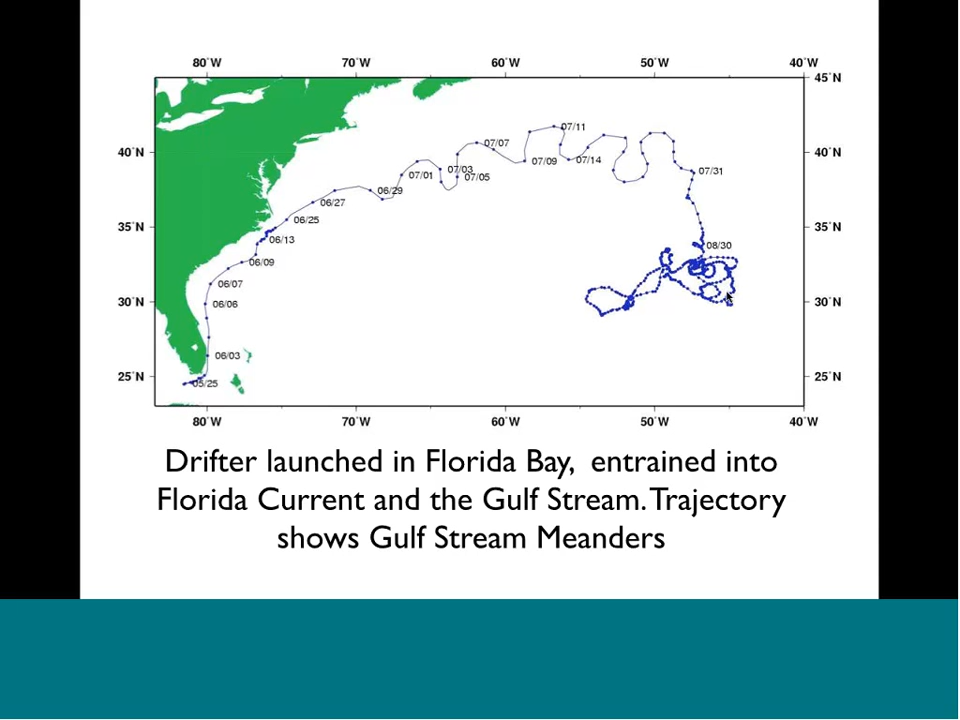 80°W 70°W 60°W 50°W 40°W
45°N
07/11
07/07
40°N 07/09 07/14 40°N
07/03
07/01 07/05 07/31
06/29
06/27
06/25
35°N 35°N
06/13 08/30
06/09
06/07
30°N 06/06 30°N
06/03
25°N 05/25 25°N
80°W 70°W 60°W 50°W 40°W
Drifter launched in Florida Bay, entrained into
Florida Current and the Gulf Stream. Trajectory
shows Gulf Stream Meanders